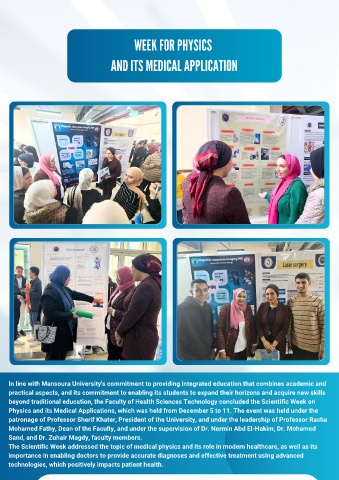 WEEK FOR PHYSICS
AND ITS MEDICAL APPLICATION
Laser surgery
In line with Mansoura University's commitment to providing integrated education that combines academic and
practical aspects, and its commitment to enabling its students to expand their horizons and acquire new skills
beyond traditional education, the Faculty of Health Sciences Technology concluded the Scientific Week on
Physics and its Medical Applications, which was held from December 5 to 11. The event was held under the
patronage of Professor Sherif Khater, President of the University, and under the leadership of Professor Rasha
Mohamed Fathy, Dean of the Faculty, and under the supervision of Dr. Nermin Abd El-Hakim, Dr. Mohamed
Sand, and Dr. Zuhair Magdy, faculty members.
The Scientific Week addressed the topic of medical physics and its role in modern healthcare, as well as its
importance in enabling doctors to provide accurate diagnoses and effective treatment using advanced
technologies, which positively impacts patient health.